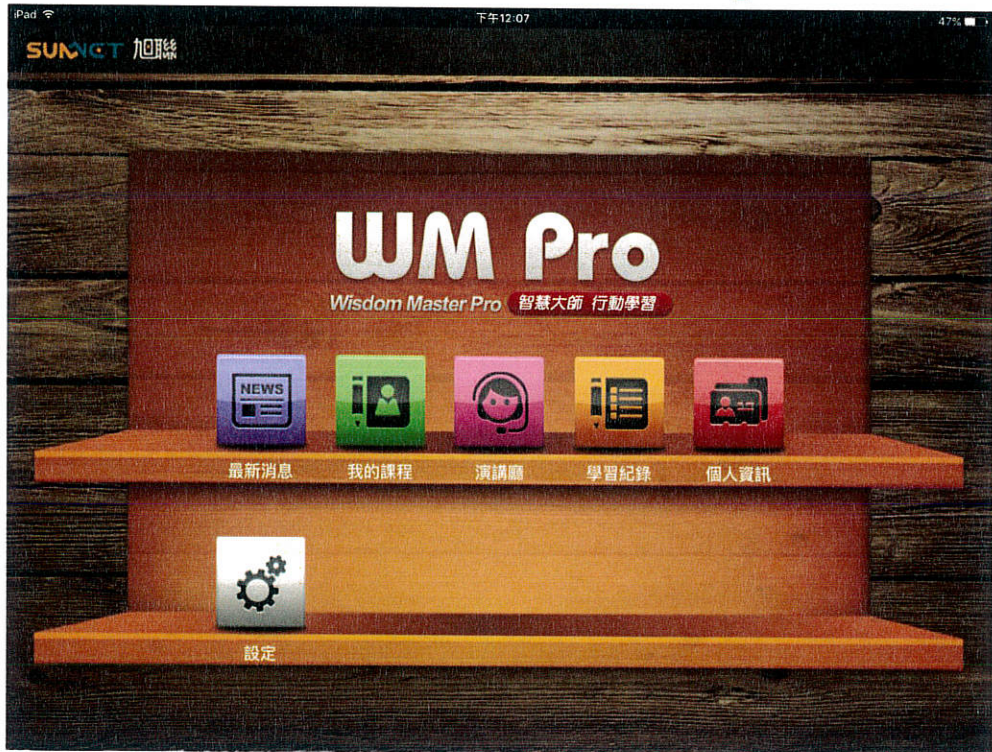 iPad 下午12:07 47%
SUNNET 旭聯
WM Pro
Wisdom Master Pro 智慧大師 行動學習
NEWS
最新消息 我的課程 演講廳 學習紀錄 個人資訊
設定